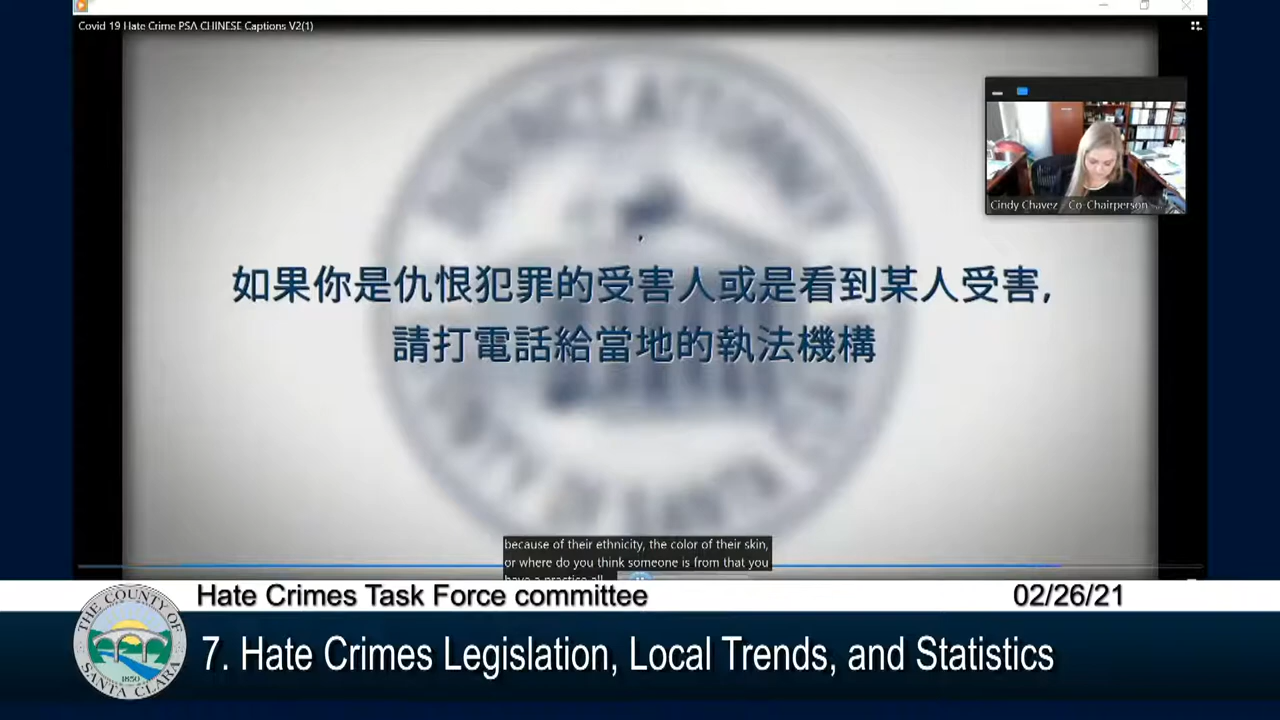 Covid 19 Hate Crime PSA CHINESE Captions V2(1)
Cindy Chavez - Co-Chairperson
如果你是仇恨犯罪的受害人或是看到某人受害,
請打電話給當地的執法機構
because of their ethnicity, the color of their skin,
or where do you think someone is from that you
have a practice all
Hate Crimes Task Force committee
02/26/21
THE COUNTY OF
SANTA CLARA
1850
7. Hate Crimes Legislation, Local Trends, and Statistics